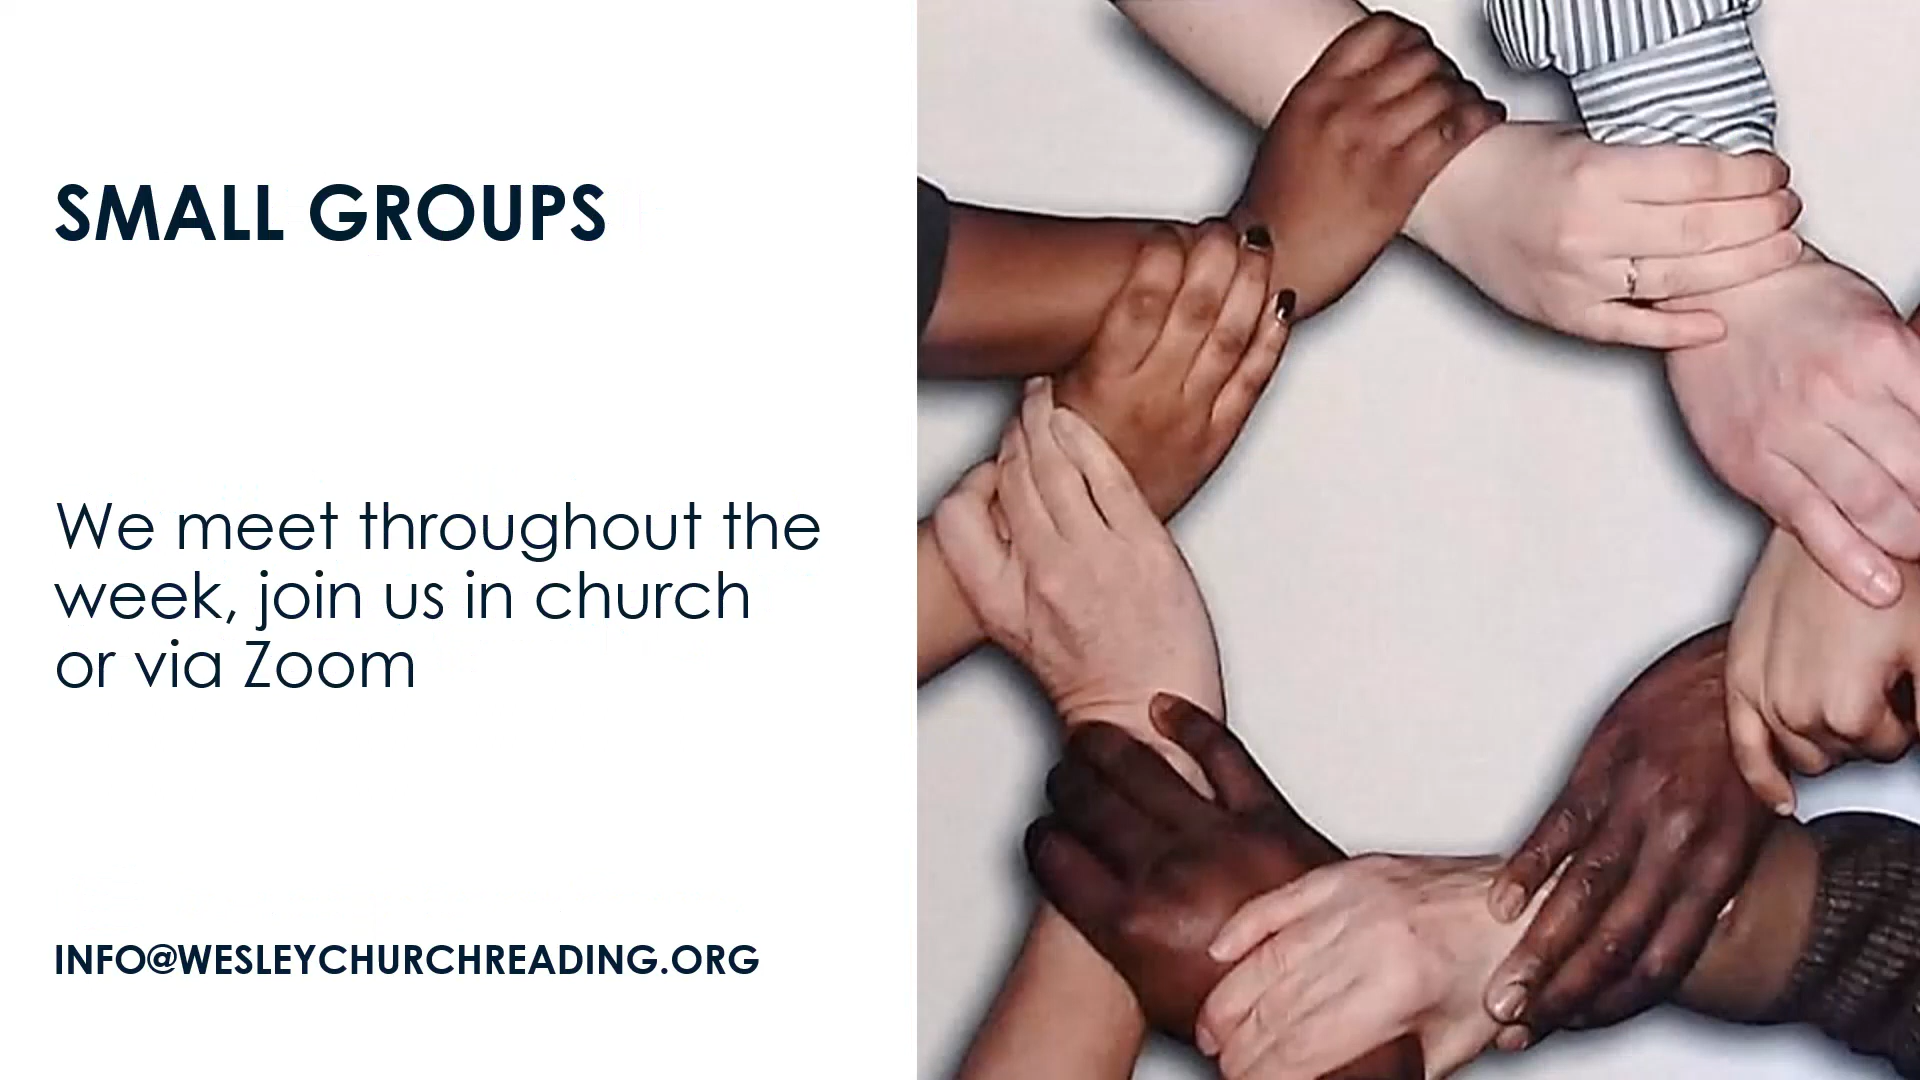 SMALL GROUPS
We meet throughout the
week, join us in church
or via Zoom
INFO@WESLEYCHURCHREADING.ORG